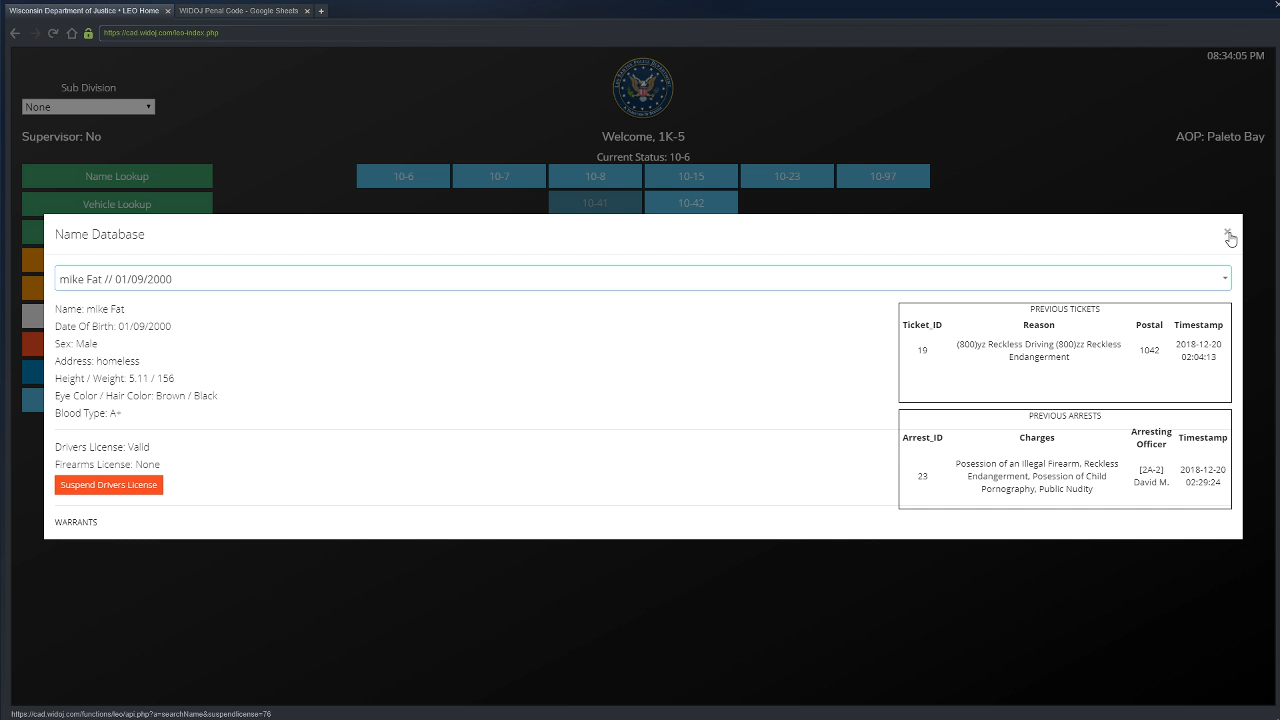 Wisconsin Department of Justice • LEO Home × WIDOJ Penal Code - Google Sheets × +
https://cad.widoj.com/leo-index.php
08:34:05 PM
Sub Division
None
Supervisor: No
Welcome, 1K-5
AOP: Paleto Bay
Current Status: 10-6
Name Lookup
10-6 10-7 10-8 10-15 10-23 10-97
Vehicle Lookup
10-41 10-42
Name Database
×
mike Fat // 01/09/2000
Name: mike Fat
Date Of Birth: 01/09/2000
Sex: Male
Address: homeless
Height / Weight: 5.11 / 156
Eye Color / Hair Color: Brown / Black
Blood Type: A+
Drivers License: Valid
Firearms License: None
Suspend Drivers License
WARRANTS
PREVIOUS TICKETS
Ticket_ID Reason Postal Timestamp
19 (800)yz Reckless Driving (800)zz Reckless Endangerment 1042 2018-12-20 02:04:13
PREVIOUS ARRESTS
Arrest_ID Charges Arresting Officer Timestamp
23 Posession of an Illegal Firearm, Reckless Endangerment, Posession of Child Pornography, Public Nudity [2A-2] David M. 2018-12-20 02:29:24
https://cad.widoj.com/functions/leo/api.php?a=searchName&suspendlicense=76